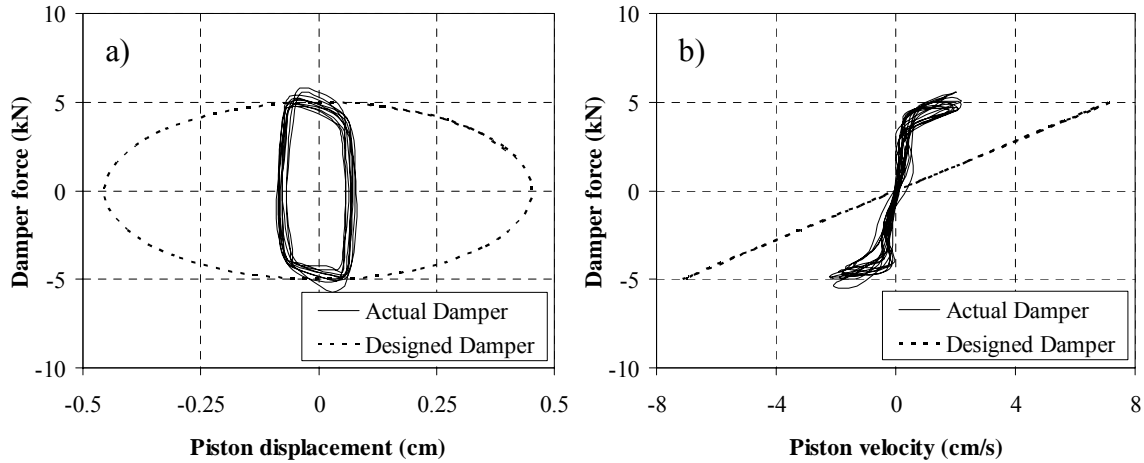 a)
Damper force (kN)
10
5
0
-5
-10
-0.5 -0.25 0 0.25 0.5
Piston displacement (cm)
Actual Damper
Designed Damper
b)
Damper force (kN)
10
5
0
-5
-10
-8 -4 0 4 8
Piston velocity (cm/s)
Actual Damper
Designed Damper